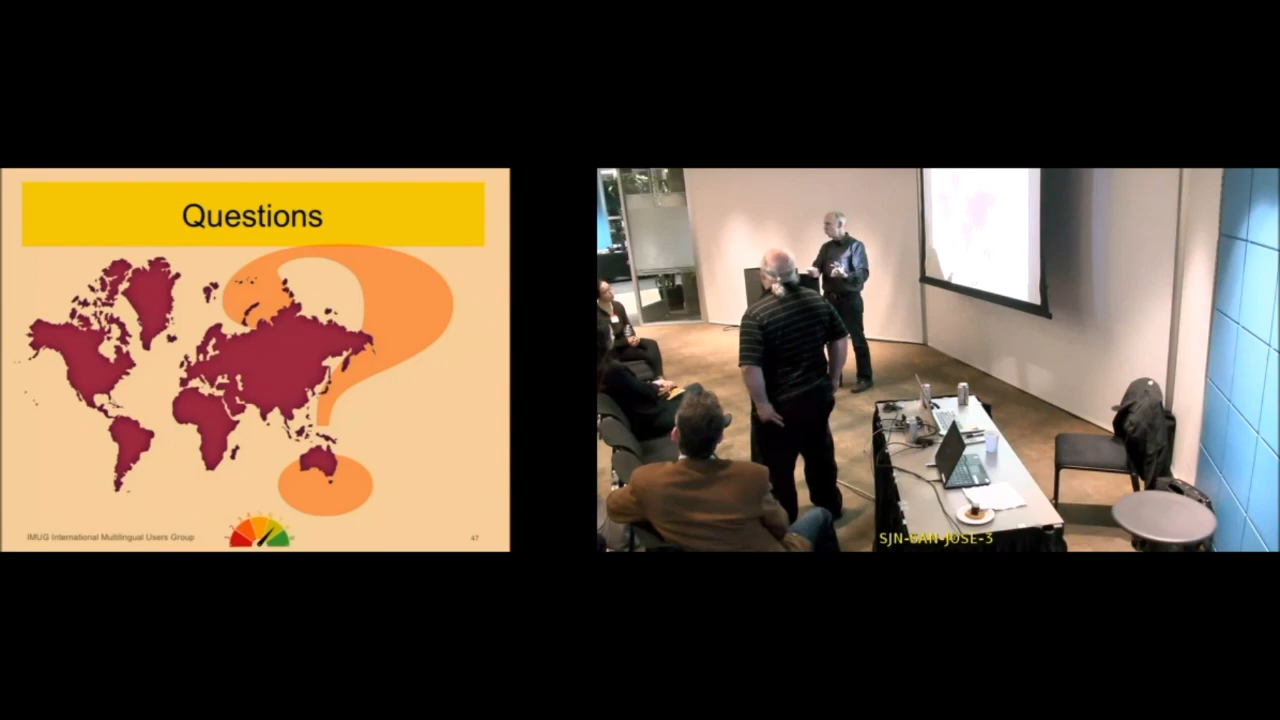 Questions
IMUG International Multilingual Users Group
47
SJN-SAN-JOSE-3